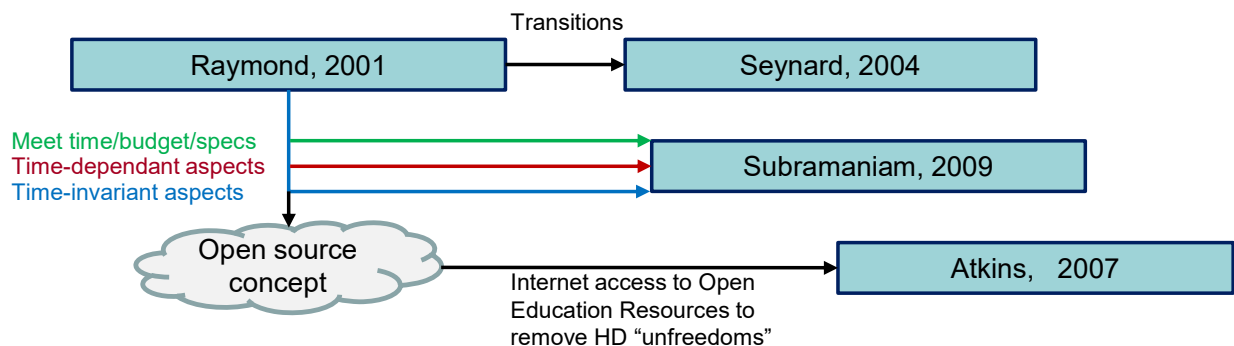 Transitions
Raymond, 2001
Seynard, 2004
Meet time/budget/specs
Time-dependant aspects
Time-invariant aspects
Subramaniam, 2009
Open source
concept
Atkins,   2007
Internet access to Open
Education Resources to
remove HD “unfreedoms”